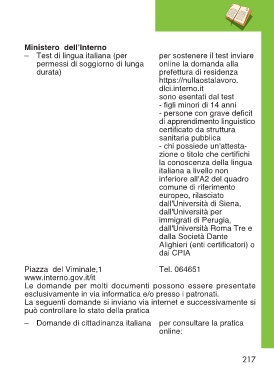 Ministero dell'Interno
– Test di lingua italiana (per
permessi di soggiorno di lunga
durata)
per sostenere il test inviare
online la domanda alla
prefettura di residenza
https://nullaostalavoro.
dlci.interno.it
sono esentati dal test
- figli minori di 14 anni
- persone con grave deficit
di apprendimento linguistico
certificato da struttura
sanitaria pubblica
- chi possiede un'attesta-
zione o titolo che certifichi
la conoscenza della lingua
italiana a livello non
inferiore all'A2 del quadro
comune di riferimento
europeo, rilasciato
dall'Università di Siena,
dall'Università per
immigrati di Perugia,
dall'Università Roma Tre e
dalla Società Dante
Alighieri (enti certificatori) o
dai CPIA
Piazza del Viminale,1 Tel. 064651
www.interno.gov.it/it
Le domande per molti documenti possono essere presentate
esclusivamente in via informatica e/o presso i patronati.
La seguenti domande si inviano via internet e successivamente si
può controllare lo stato della pratica
– Domande di cittadinanza italiana per consultare la pratica
online:
217